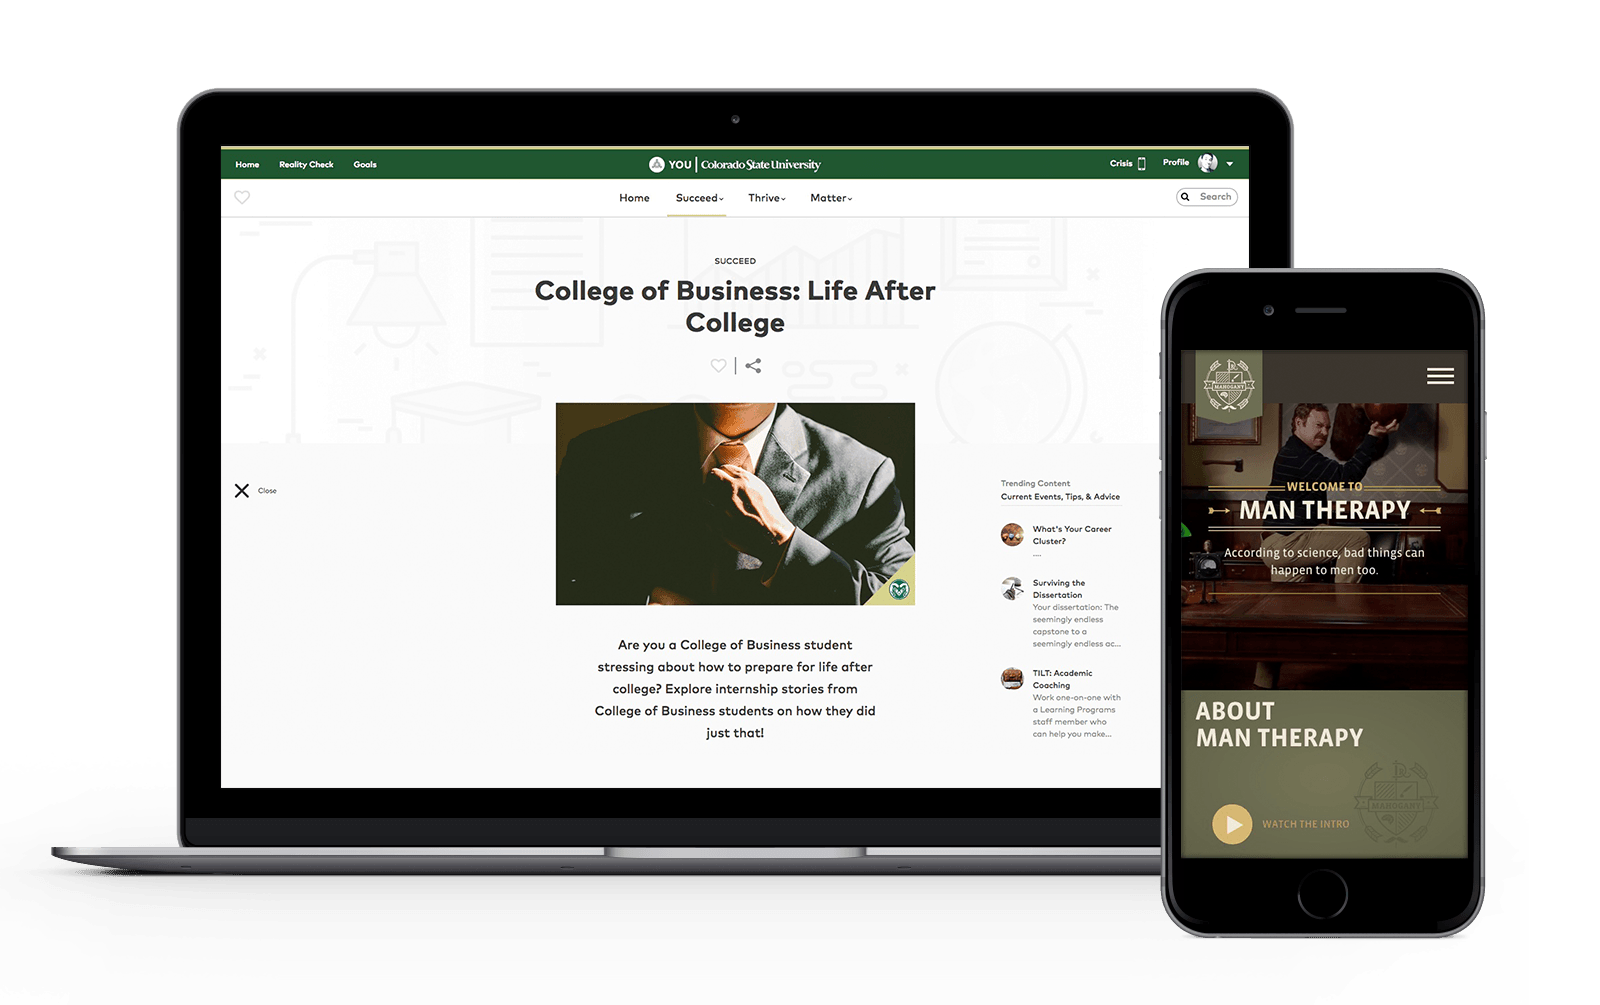 Home Reality Check Goals
YOU | Colorado State University
Crisis Profile
Home Succeed Thrive Matter
Search
SUCCEED
College of Business: Life After
College
Close
Are you a College of Business student
stressing about how to prepare for life after
college? Explore internship stories from
College of Business students on how they did
just that!
Trending Content
Current Events, Tips, & Advice
What's Your Career
Cluster?
....
Surviving the
Dissertation
Your dissertation: The
seemingly endless
capstone to a
seemingly endless ac...
TILT: Academic
Coaching
Work one-on-one with
a Learning Programs
staff member who
can help you make...
DR
MAHOGANY
WELCOME TO
MAN THERAPY
According to science, bad things can
happen to men too.
ABOUT
MAN THERAPY
MAHOGANY
WATCH THE INTRO